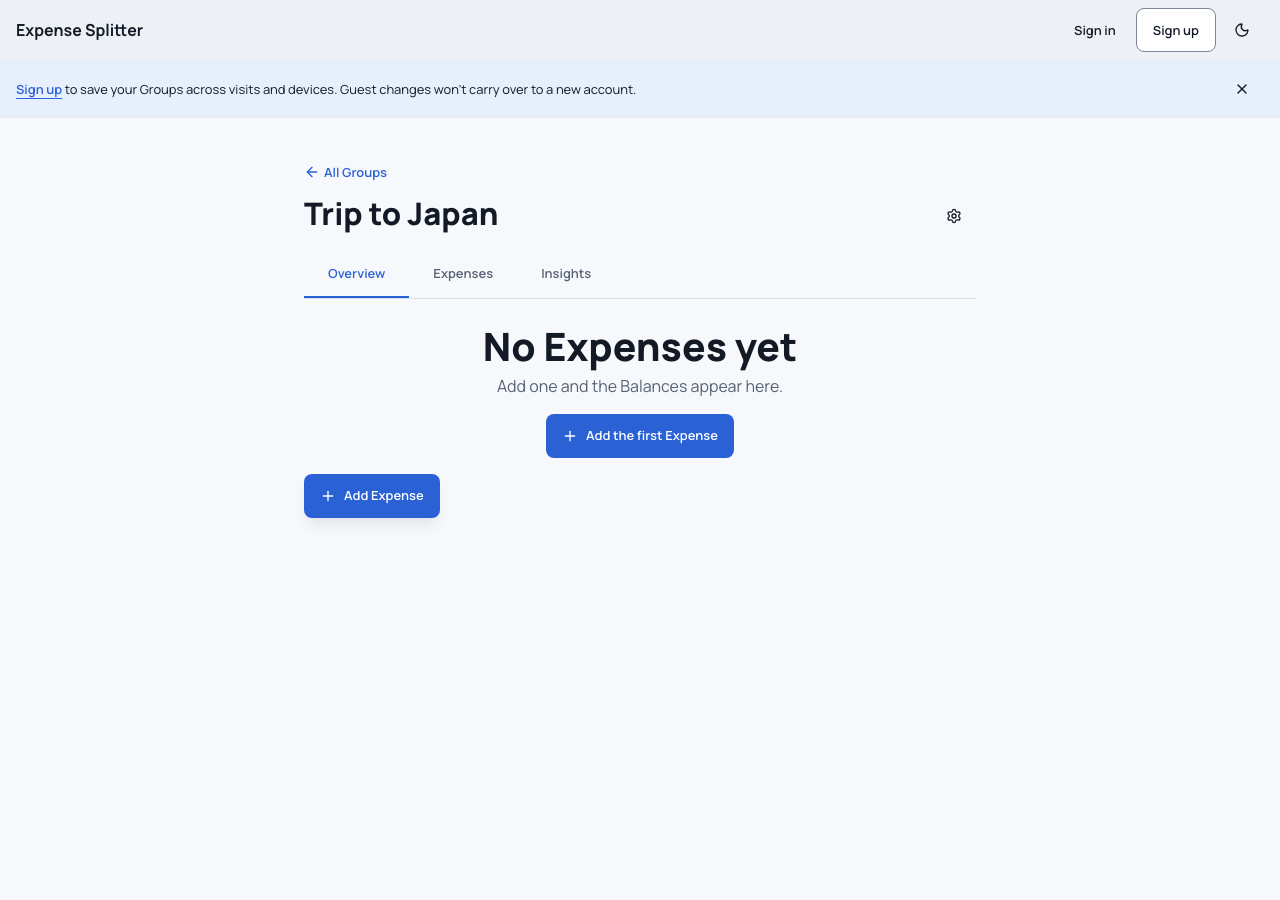 Expense Splitter
Sign in
Sign up
Sign up to save your Groups across visits and devices. Guest changes won't carry over to a new account.
All Groups
Trip to Japan
Overview
Expenses
Insights
No Expenses yet
Add one and the Balances appear here.
Add the first Expense
Add Expense